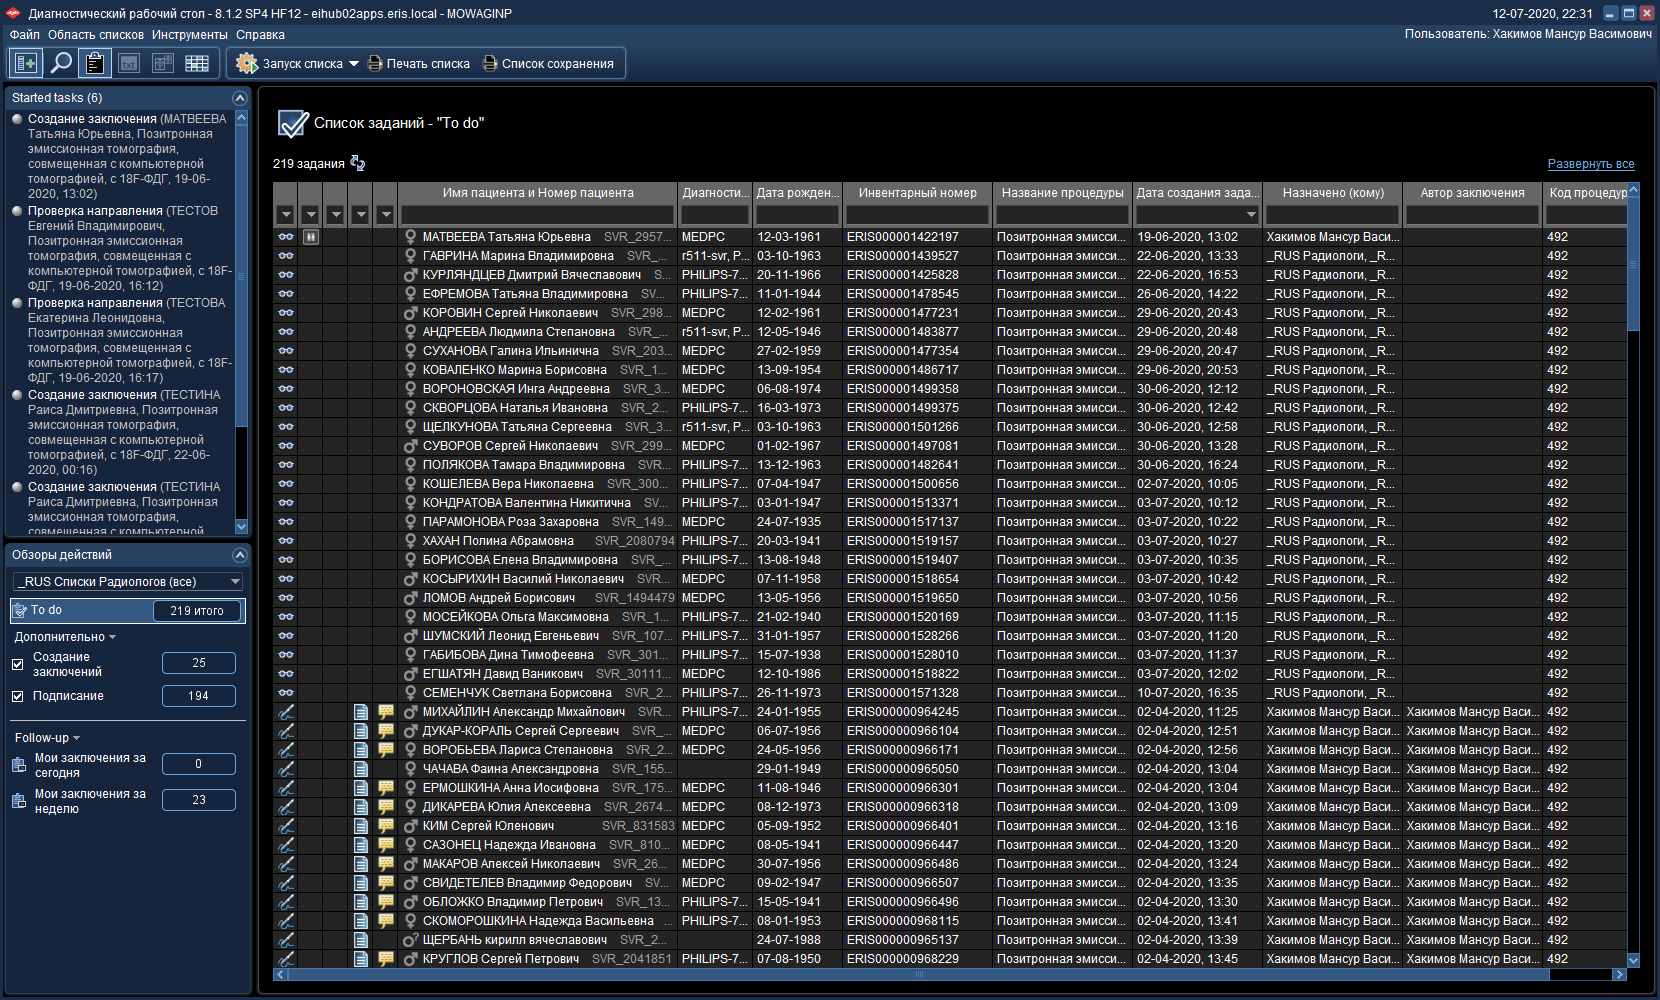 Диагностический рабочий стол - 8.1.2 SP4 HF12 - eihub02apps.eris.local - MOWAGINP
12-07-2020, 22:31
Файл Область списков Инструменты Справка
Пользователь: Хакимов Мансур Васимович
Запуск списка Печать списка Список сохранения
Started tasks (6)
Создание заключения (МАТВЕЕВА
Татьяна Юрьевна, Позитронная
эмиссионная томография,
совмещенная с компьютерной
томографией, с 18F-ФДГ, 19-06-
2020, 13:02)
Проверка направления (ТЕСТОВ
Евгений Владимирович,
Позитронная эмиссионная
томография, совмещенная с
компьютерной томографией, с 18F-
ФДГ, 19-06-2020, 16:12)
Проверка направления (ТЕСТОВА
Екатерина Леонидовна,
Позитронная эмиссионная
томография, совмещенная с
компьютерной томографией, с 18F-
ФДГ, 19-06-2020, 16:17)
Создание заключения (ТЕСТИНА
Раиса Дмитриевна, Позитронная
эмиссионная томография,
совмещенная с компьютерной
томографией, с 18F-ФДГ, 22-06-
2020, 00:16)
Создание заключения (ТЕСТИНА
Раиса Дмитриевна, Позитронная
эмиссионная томография,
совмещенная с компьютерной
Обзоры действий
_RUS Списки Радиологов (все)
To do 219 итого
Дополнительно
Создание
заключений 25
Подписание 194
Follow-up
Мои заключения за
сегодня 0
Мои заключения за
неделю 23
Список заданий - "To do"
219 задания
Развернуть все
Имя пациента и Номер пациента Диагности... Дата рожден... Инвентарный номер Название процедуры Дата создания зада... Назначено (кому) Автор заключения Код процедур
МАТВЕЕВА Татьяна Юрьевна SVR_2957... MEDPC 12-03-1961 ERIS000001422197 Позитронная эмисси... 19-06-2020, 13:02 Хакимов Мансур Васи... 492
ГАВРИНА Марина Владимировна SVR_... r511-svr, P... 03-10-1963 ERIS000001439527 Позитронная эмисси... 22-06-2020, 13:33 _RUS Радиологи, _R... 492
КУРЛЯНДЦЕВ Дмитрий Вячеславович S... PHILIPS-7... 20-11-1966 ERIS000001425828 Позитронная эмисси... 22-06-2020, 16:53 _RUS Радиологи, _R... 492
ЕФРЕМОВА Татьяна Владимировна SV... PHILIPS-7... 11-01-1944 ERIS000001478545 Позитронная эмисси... 26-06-2020, 14:22 _RUS Радиологи, _R... 492
КОРОВИН Сергей Николаевич SVR_298... MEDPC 12-02-1961 ERIS000001477231 Позитронная эмисси... 29-06-2020, 20:43 _RUS Радиологи, _R... 492
АНДРЕЕВА Людмила Степановна SVR_... r511-svr, P... 12-05-1946 ERIS000001483877 Позитронная эмисси... 29-06-2020, 20:48 _RUS Радиологи, _R... 492
СУХАНОВА Галина Ильинична SVR_203... MEDPC 27-02-1959 ERIS000001477354 Позитронная эмисси... 29-06-2020, 20:47 _RUS Радиологи, _R... 492
КОВАЛЕНКО Марина Борисовна SVR_1... MEDPC 13-09-1954 ERIS000001486717 Позитронная эмисси... 29-06-2020, 20:53 _RUS Радиологи, _R... 492
ВОРОНОВСКАЯ Инга Андреевна SVR_3... MEDPC 06-08-1974 ERIS000001499358 Позитронная эмисси... 30-06-2020, 12:12 _RUS Радиологи, _R... 492
СКВОРЦОВА Наталья Ивановна SVR_2... PHILIPS-7... 16-03-1973 ERIS000001499375 Позитронная эмисси... 30-06-2020, 12:42 _RUS Радиологи, _R... 492
ЩЕЛКУНОВА Татьяна Сергеевна SVR_3... r511-svr, P... 03-10-1963 ERIS000001501266 Позитронная эмисси... 30-06-2020, 12:58 _RUS Радиологи, _R... 492
СУВОРОВ Сергей Николаевич SVR_299... MEDPC 01-02-1967 ERIS000001497081 Позитронная эмисси... 30-06-2020, 13:28 _RUS Радиологи, _R... 492
ПОЛЯКОВА Тамара Владимировна SVR... PHILIPS-7... 13-12-1963 ERIS000001482641 Позитронная эмисси... 30-06-2020, 16:24 _RUS Радиологи, _R... 492
КОШЕЛЕВА Вера Николаевна SVR_300... PHILIPS-7... 07-04-1947 ERIS000001500656 Позитронная эмисси... 02-07-2020, 10:05 _RUS Радиологи, _R... 492
КОНДРАТОВА Валентина Никитична SV... PHILIPS-7... 03-01-1947 ERIS000001513371 Позитронная эмисси... 03-07-2020, 10:12 _RUS Радиологи, _R... 492
ПАРАМОНОВА Роза Захаровна SVR_149... MEDPC 24-07-1935 ERIS000001517137 Позитронная эмисси... 03-07-2020, 10:22 _RUS Радиологи, _R... 492
ХАХАН Полина Абрамовна SVR_2080794 PHILIPS-7... 20-03-1941 ERIS000001519157 Позитронная эмисси... 03-07-2020, 10:27 _RUS Радиологи, _R... 492
БОРИСОВА Елена Владимировна SVR_... PHILIPS-7... 13-08-1948 ERIS000001519407 Позитронная эмисси... 03-07-2020, 10:35 _RUS Радиологи, _R... 492
КОСЫРИХИН Василий Николаевич SVR... MEDPC 07-11-1958 ERIS000001518654 Позитронная эмисси... 03-07-2020, 10:42 _RUS Радиологи, _R... 492
ЛОМОВ Андрей Борисович SVR_1494479 MEDPC 13-05-1956 ERIS000001519650 Позитронная эмисси... 03-07-2020, 10:56 _RUS Радиологи, _R... 492
МОСЕЙКОВА Ольга Максимовна SVR_1... PHILIPS-7... 21-02-1940 ERIS000001520169 Позитронная эмисси... 03-07-2020, 11:15 _RUS Радиологи, _R... 492
ШУМСКИЙ Леонид Евгеньевич SVR_107... PHILIPS-7... 31-01-1957 ERIS000001528266 Позитронная эмисси... 03-07-2020, 11:20 _RUS Радиологи, _R... 492
ГАБИБОВА Дина Тимофеевна SVR_301... PHILIPS-7... 15-07-1938 ERIS000001528010 Позитронная эмисси... 03-07-2020, 11:37 _RUS Радиологи, _R... 492
ЕГШАТЯН Давид Ваникович SVR_30111... MEDPC 12-10-1986 ERIS000001518822 Позитронная эмисси... 03-07-2020, 12:02 _RUS Радиологи, _R... 492
СЕМЕНЧУК Светлана Борисовна SVR_2... PHILIPS-7... 26-11-1973 ERIS000001571328 Позитронная эмисси... 10-07-2020, 16:35 _RUS Радиологи, _R... 492
МИХАЙЛИН Александр Михайлович SVR... PHILIPS-7... 24-01-1955 ERIS000000964245 Позитронная эмисси... 02-04-2020, 11:25 Хакимов Мансур Васи... Хакимов Мансур Васи... 492
ДУКАР-КОРАЛЬ Сергей Сергеевич SVR_... MEDPC 06-07-1956 ERIS000000966104 Позитронная эмисси... 02-04-2020, 12:51 Хакимов Мансур Васи... Хакимов Мансур Васи... 492
ВОРОБЬЕВА Лариса Степановна SVR_2... MEDPC 24-05-1956 ERIS000000966171 Позитронная эмисси... 02-04-2020, 12:56 Хакимов Мансур Васи... Хакимов Мансур Васи... 492
ЧАЧАВА Фаина Александровна SVR_155... 29-01-1949 ERIS000000965050 Позитронная эмисси... 02-04-2020, 13:04 Хакимов Мансур Васи... Хакимов Мансур Васи... 492
ЕРМОШКИНА Анна Иосифовна SVR_175... MEDPC 11-08-1946 ERIS000000966301 Позитронная эмисси... 02-04-2020, 13:04 Хакимов Мансур Васи... Хакимов Мансур Васи... 492
ДИКАРЕВА Юлия Алексеевна SVR_2674... MEDPC 08-12-1973 ERIS000000966318 Позитронная эмисси... 02-04-2020, 13:09 Хакимов Мансур Васи... Хакимов Мансур Васи... 492
КИМ Сергей Юленович SVR_831583 MEDPC 05-09-1952 ERIS000000966401 Позитронная эмисси... 02-04-2020, 13:16 Хакимов Мансур Васи... Хакимов Мансур Васи... 492
САЗОНЕЦ Надежда Ивановна SVR_810... MEDPC 08-05-1941 ERIS000000966447 Позитронная эмисси... 02-04-2020, 13:20 Хакимов Мансур Васи... Хакимов Мансур Васи... 492
МАКАРОВ Алексей Николаевич SVR_26... MEDPC 30-07-1956 ERIS000000966486 Позитронная эмисси... 02-04-2020, 13:24 Хакимов Мансур Васи... Хакимов Мансур Васи... 492
СВИДЕТЕЛЕВ Владимир Федорович SV... MEDPC 09-02-1947 ERIS000000966507 Позитронная эмисси... 02-04-2020, 13:35 Хакимов Мансур Васи... Хакимов Мансур Васи... 492
ОБЛОЖКО Владимир Петрович SVR_13... PHILIPS-7... 15-05-1941 ERIS000000966496 Позитронная эмисси... 02-04-2020, 13:30 Хакимов Мансур Васи... Хакимов Мансур Васи... 492
СКОМОРОШКИНА Надежда Васильевна ... PHILIPS-7... 08-01-1953 ERIS000000968115 Позитронная эмисси... 02-04-2020, 13:41 Хакимов Мансур Васи... Хакимов Мансур Васи... 492
ЩЕРБАНЬ кирилл вячеславович SVR_2... 24-07-1988 ERIS000000965137 Позитронная эмисси... 02-04-2020, 13:39 Хакимов Мансур Васи... Хакимов Мансур Васи... 492
КРУГЛОВ Сергей Петрович SVR_2041851 PHILIPS-7... 07-08-1950 ERIS000000968229 Позитронная эмисси... 02-04-2020, 13:45 Хакимов Мансур Васи... Хакимов Мансур Васи... 492